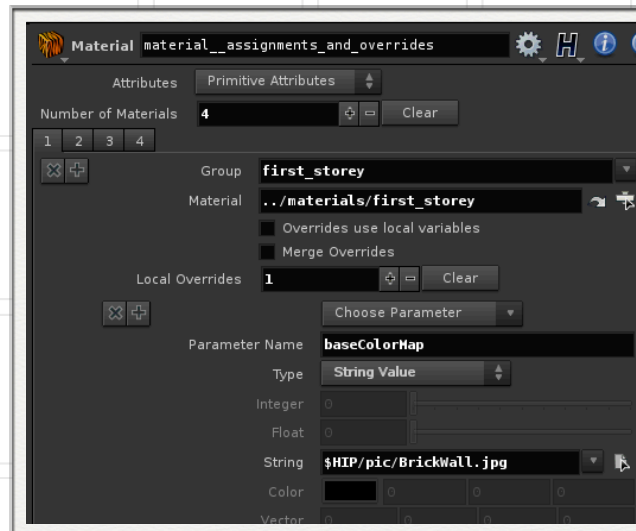 Material material__assignments_and_overrides
Attributes Primitive Attributes
Number of Materials 4 Clear
1 2 3 4
Group first_storey
Material ../materials/first_storey
Overrides use local variables
Merge Overrides
Local Overrides 1 Clear
Choose Parameter
Parameter Name baseColorMap
Type String Value
Integer 0
Float 0
String $HIP/pic/BrickWall.jpg
Color 0 0 0
Vector 0 0 0 0